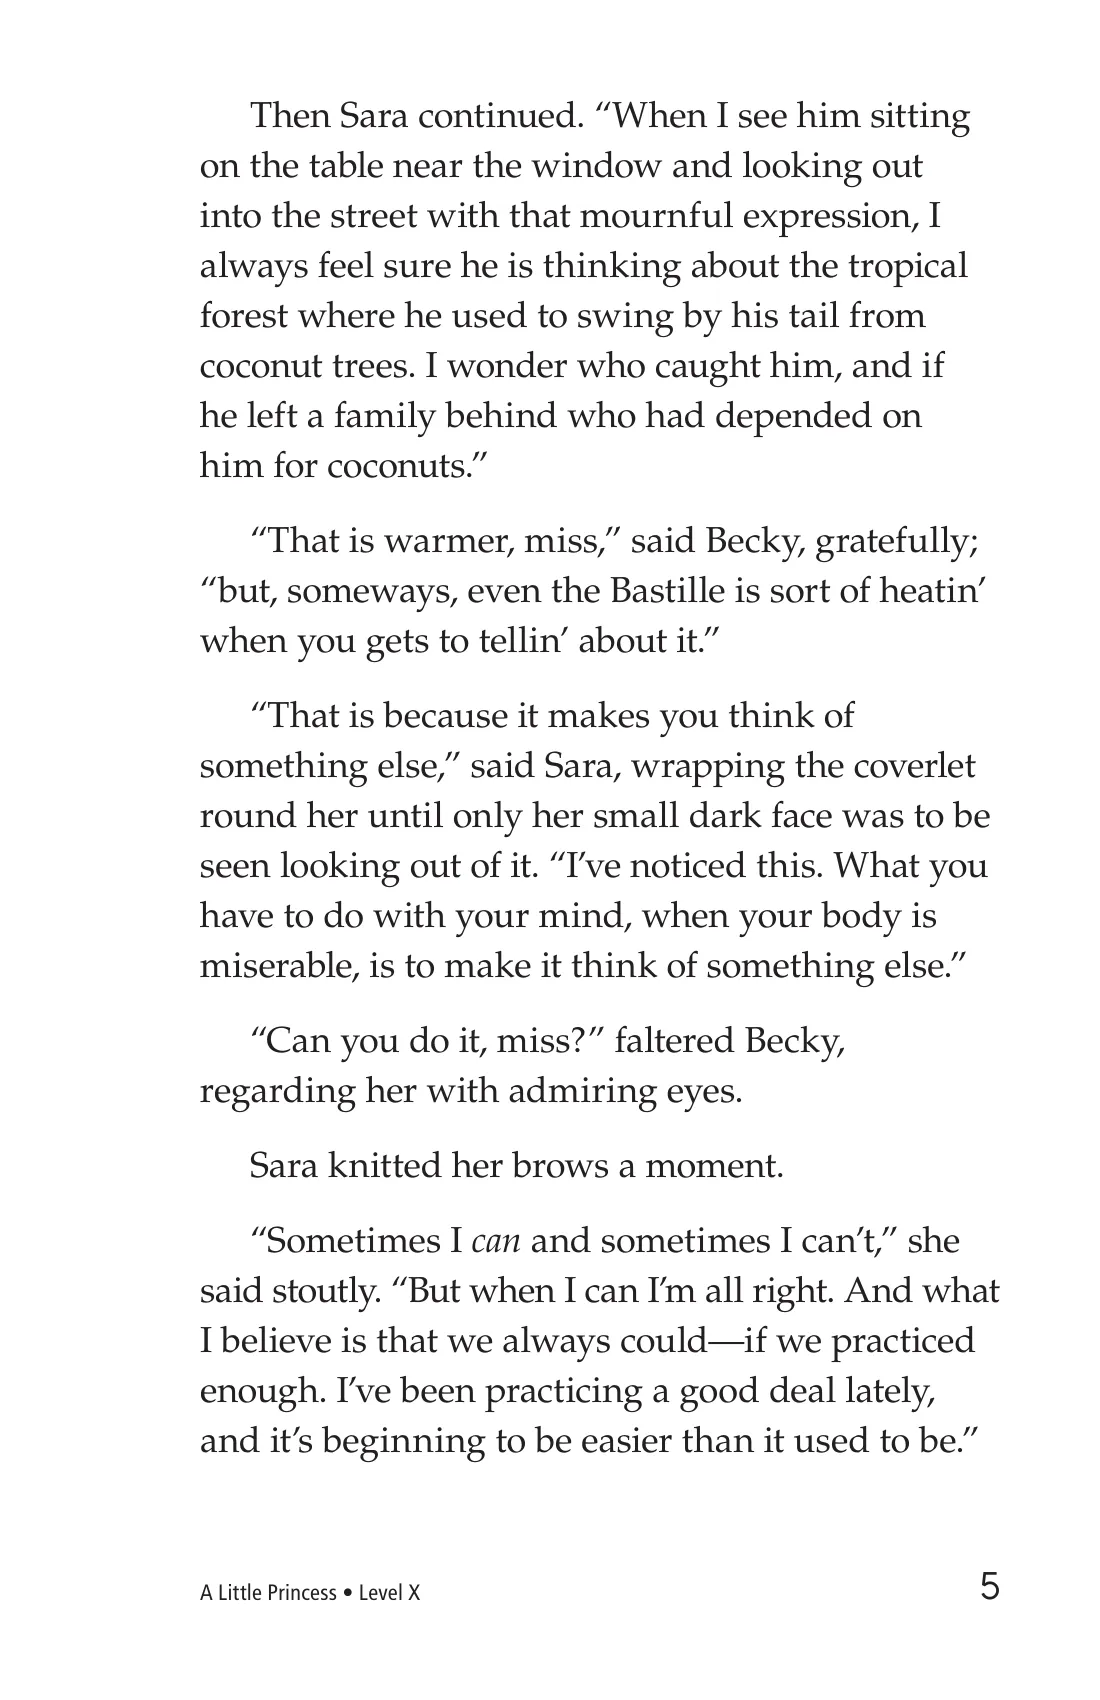 Then Sara continued. “When I see him sitting
on the table near the window and looking out
into the street with that mournful expression, I
always feel sure he is thinking about the tropical
forest where he used to swing by his tail from
coconut trees. I wonder who caught him, and if
he left a family behind who had depended on
him for coconuts.”
“That is warmer, miss,” said Becky, gratefully;
“but, someways, even the Bastille is sort of heatin’
when you gets to tellin’ about it.”
“That is because it makes you think of
something else,” said Sara, wrapping the coverlet
round her until only her small dark face was to be
seen looking out of it. “I’ve noticed this. What you
have to do with your mind, when your body is
miserable, is to make it think of something else.”
“Can you do it, miss?” faltered Becky,
regarding her with admiring eyes.
Sara knitted her brows a moment.
“Sometimes I can and sometimes I can’t,” she
said stoutly. “But when I can I’m all right. And what
I believe is that we always could—if we practiced
enough. I’ve been practicing a good deal lately,
and it’s beginning to be easier than it used to be.”
A Little Princess • Level X
5